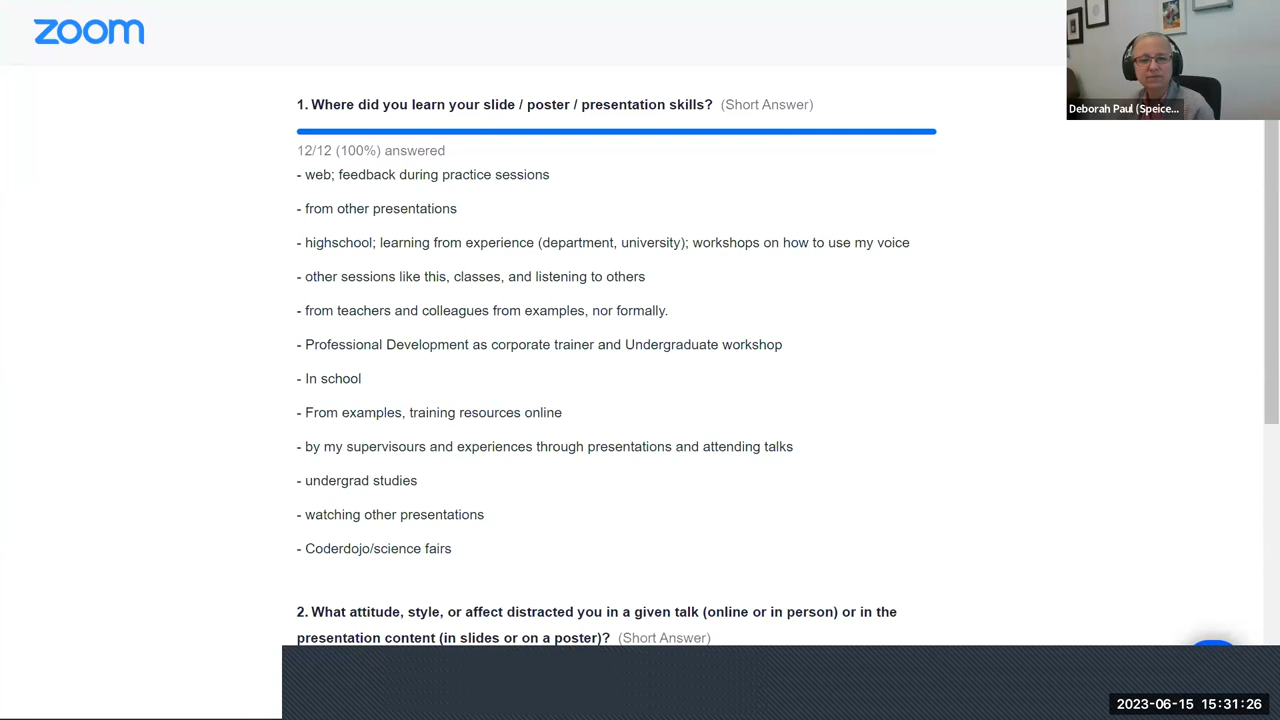 zoom
Deborah Paul (Speice...
1. Where did you learn your slide / poster / presentation skills? (Short Answer)
12/12 (100%) answered
- web; feedback during practice sessions
- from other presentations
- highschool; learning from experience (department, university); workshops on how to use my voice
- other sessions like this, classes, and listening to others
- from teachers and colleagues from examples, nor formally.
- Professional Development as corporate trainer and Undergraduate workshop
- In school
- From examples, training resources online
- by my supervisours and experiences through presentations and attending talks
- undergrad studies
- watching other presentations
- Coderdojo/science fairs
2. What attitude, style, or affect distracted you in a given talk (online or in person) or in the
presentation content (in slides or on a poster)? (Short Answer)
2023-06-15 15:31:26